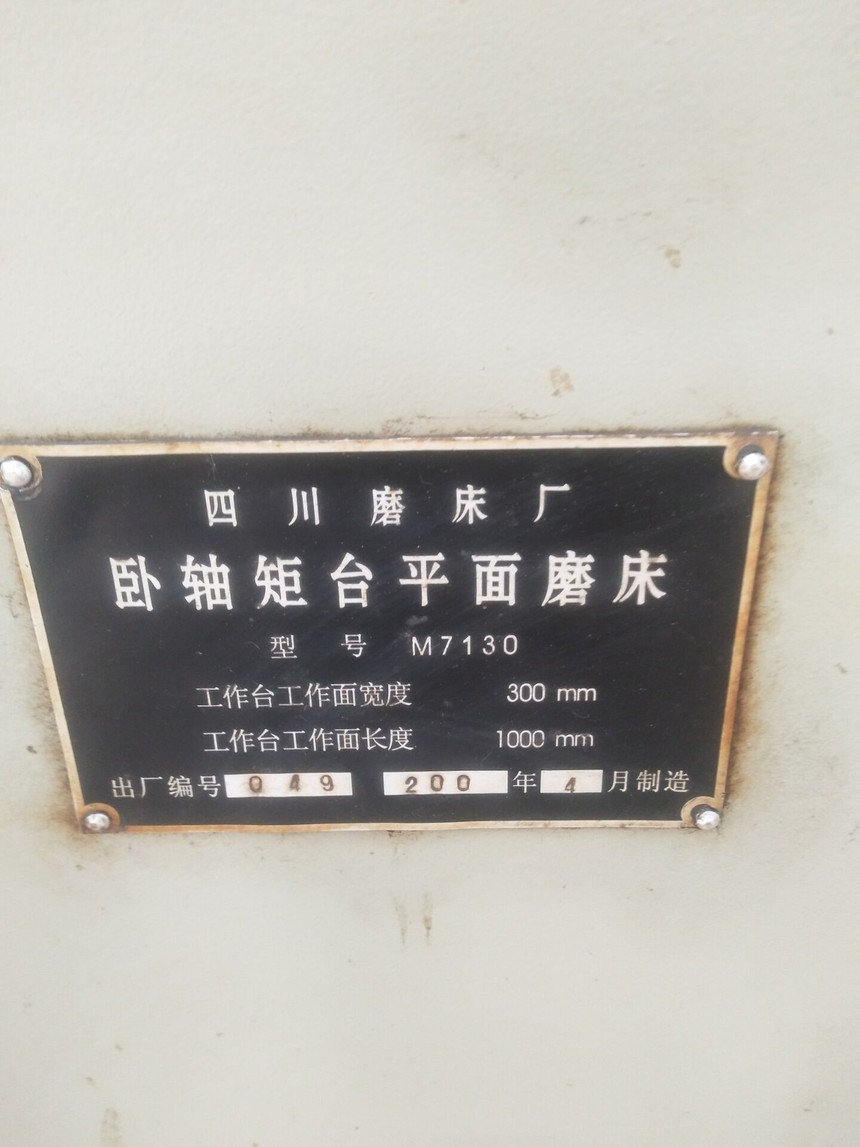 四川磨床厂
卧轴矩台平面磨床
型号 M7130
工作台工作面宽度 300 mm
工作台工作面长度 1000 mm
出厂编号 049 200 年 4 月制造